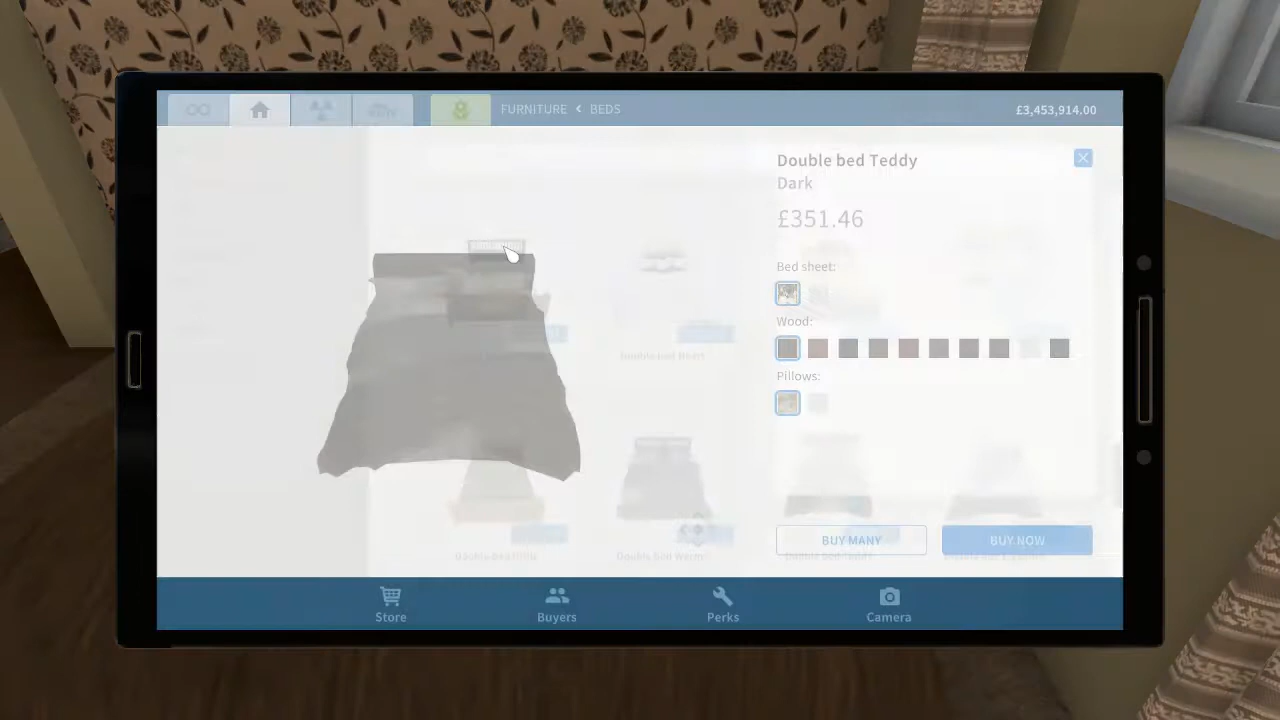 FURNITURE < BEDS
£3,453,914.00
Double bed Teddy
Dark
£351.46
Bed sheet:
Wood:
Pillows:
BUY MANY
BUY NOW
Store
Buyers
Perks
Camera